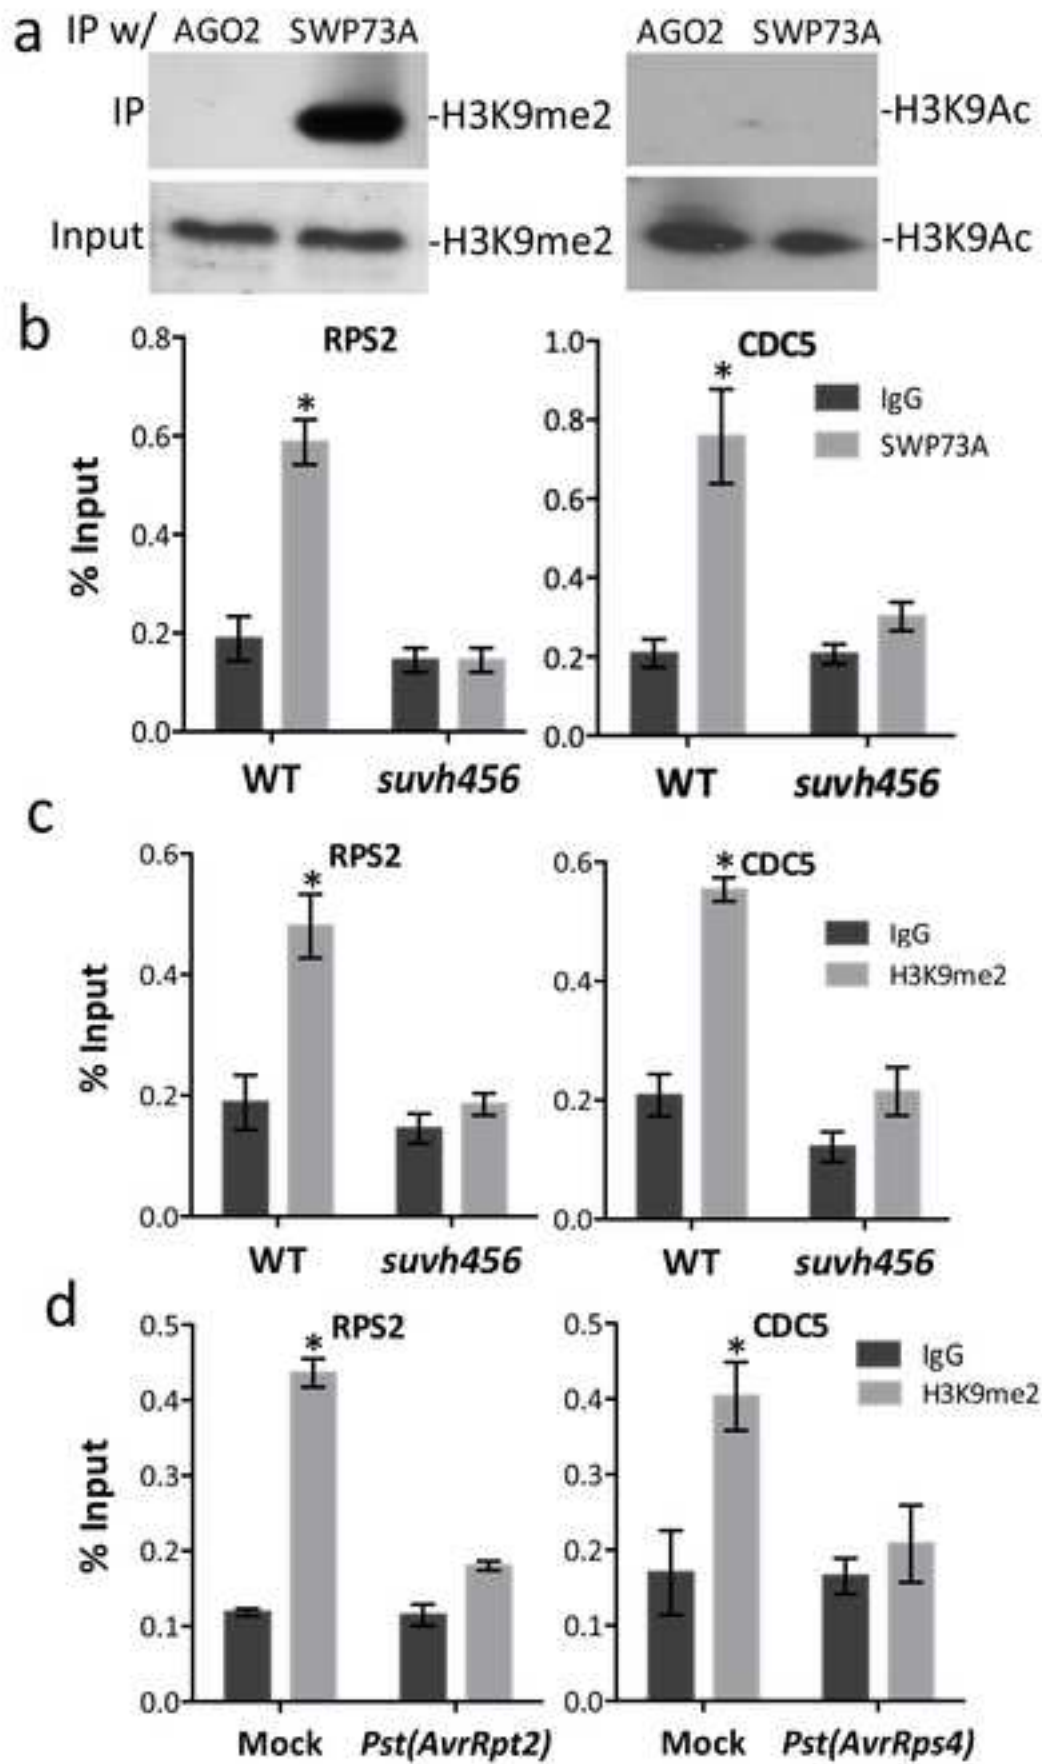 a IP w/ AGO2 SWP73A AGO2 SWP73A
IP -H3K9me2 -H3K9Ac
Input -H3K9me2 -H3K9Ac
b
RPS2
% Input
0.8
0.6
0.4
0.2
0.0
*
WT suvh456
CDC5
1.0
0.8
0.6
0.4
0.2
0.0
*
IgG
SWP73A
WT suvh456
c
RPS2
% Input
0.6
0.4
0.2
0.0
*
WT suvh456
CDC5
0.6
0.4
0.2
0.0
*
IgG
H3K9me2
WT suvh456
d
RPS2
% Input
0.5
0.4
0.3
0.2
0.1
0.0
*
Mock Pst(AvrRpt2)
CDC5
0.5
0.4
0.3
0.2
0.1
0.0
*
IgG
H3K9me2
Mock Pst(AvrRps4)